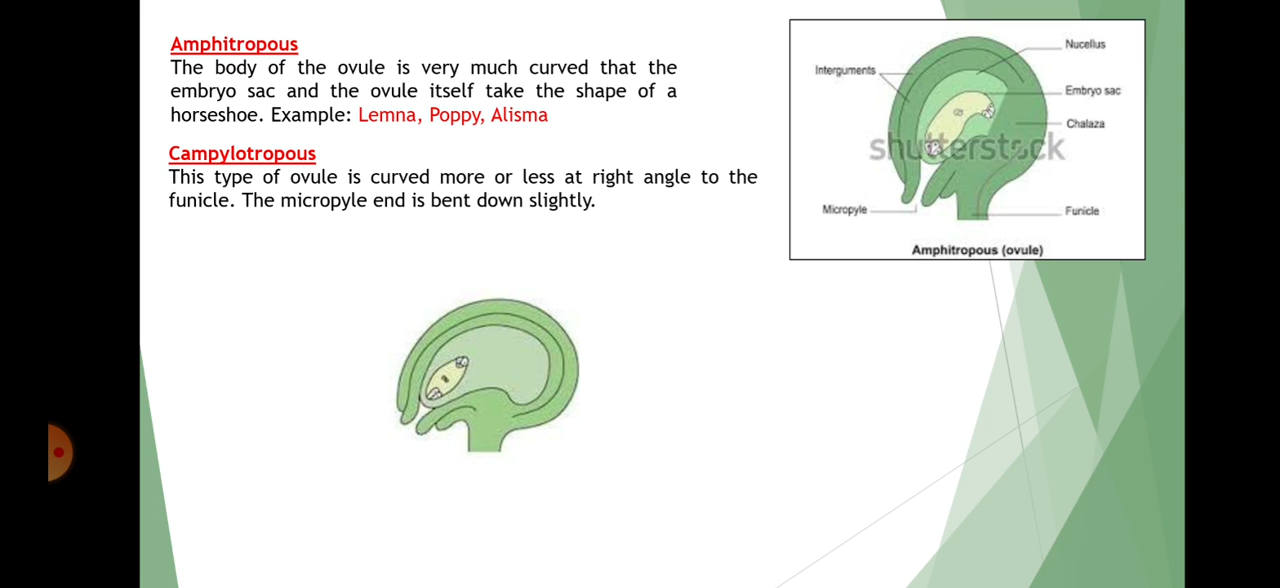 Amphitropous
The body of the ovule is very much curved that the
embryo sac and the ovule itself take the shape of a
horseshoe. Example: Lemna, Poppy, Alisma
Campylotropous
This type of ovule is curved more or less at right angle to the
funicle. The micropyle end is bent down slightly.
Nucellus
Interguments
Embryo sac
Chalaza
shutterstock
Micropyle
Funicle
Amphitropous (ovule)